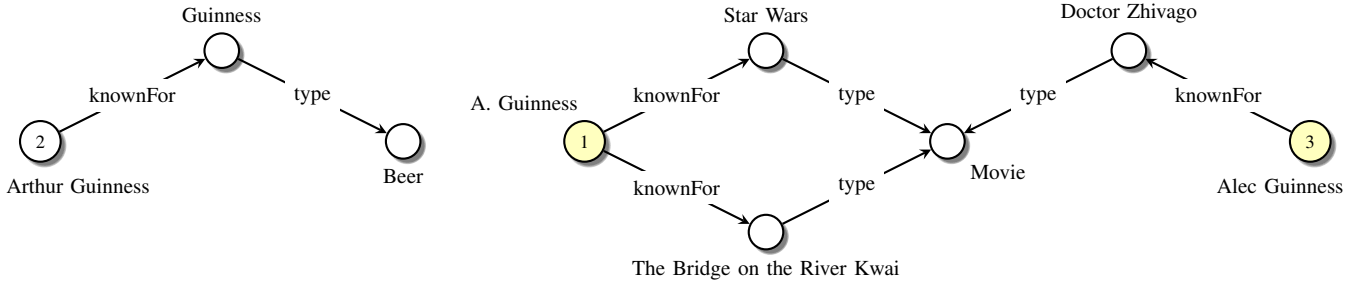 Guinness
knownFor
type
2
Arthur Guinness
Beer
Star Wars
A. Guinness
knownFor
type
1
knownFor
type
Movie
The Bridge on the River Kwai
Doctor Zhivago
type
knownFor
3
Alec Guinness